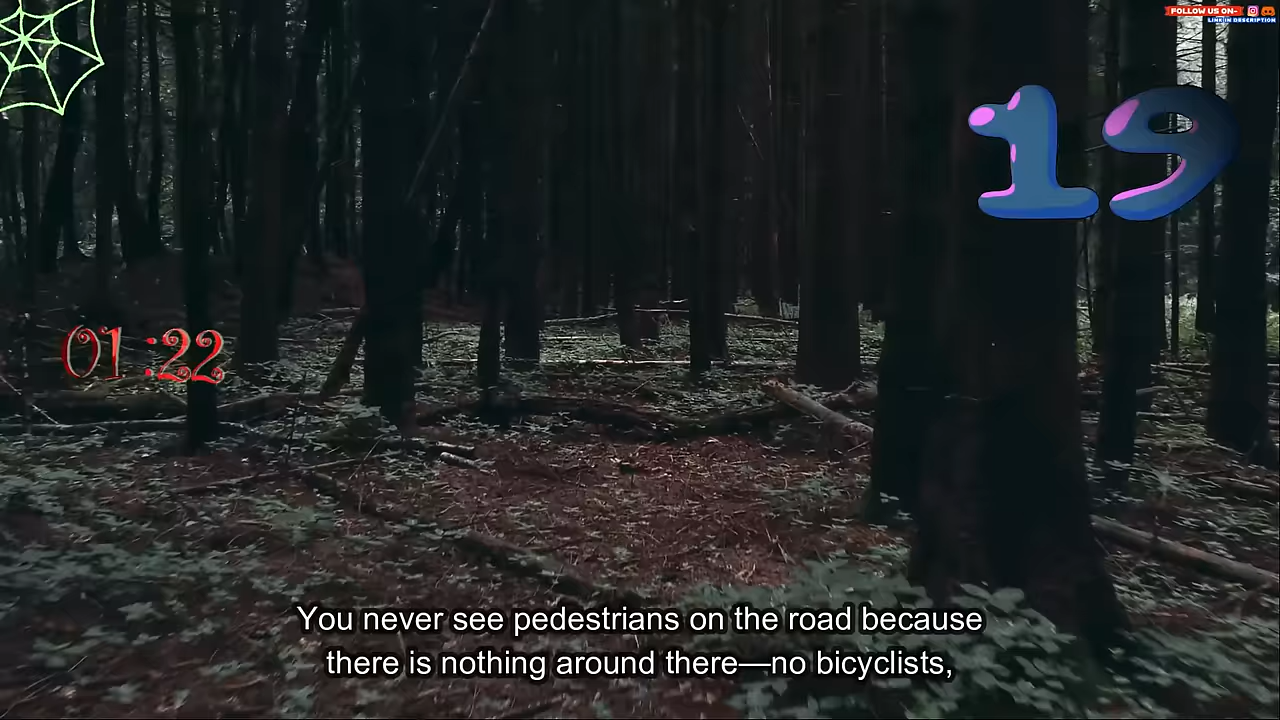 FOLLOW US ON-
LINK IN DESCRIPTION
19
01:22
You never see pedestrians on the road because
there is nothing around there—no bicyclists,